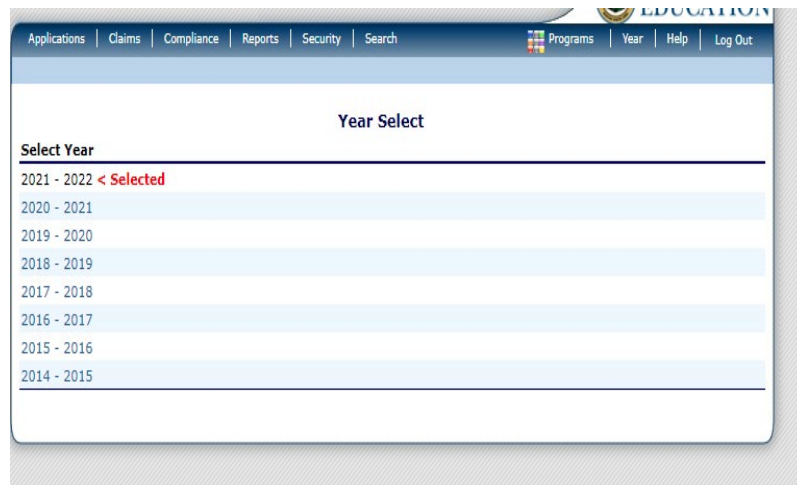 EDUCATION
Applications | Claims | Compliance | Reports | Security | Search Programs | Year | Help | Log Out
Year Select
Select Year
2021 - 2022 < Selected
2020 - 2021
2019 - 2020
2018 - 2019
2017 - 2018
2016 - 2017
2015 - 2016
2014 - 2015